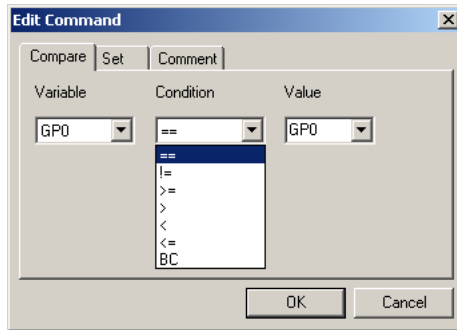 Edit Command
Compare Set Comment
Variable Condition Value
GP0 == GP0
==
!=
>=
>
<
<=
BC
OK Cancel